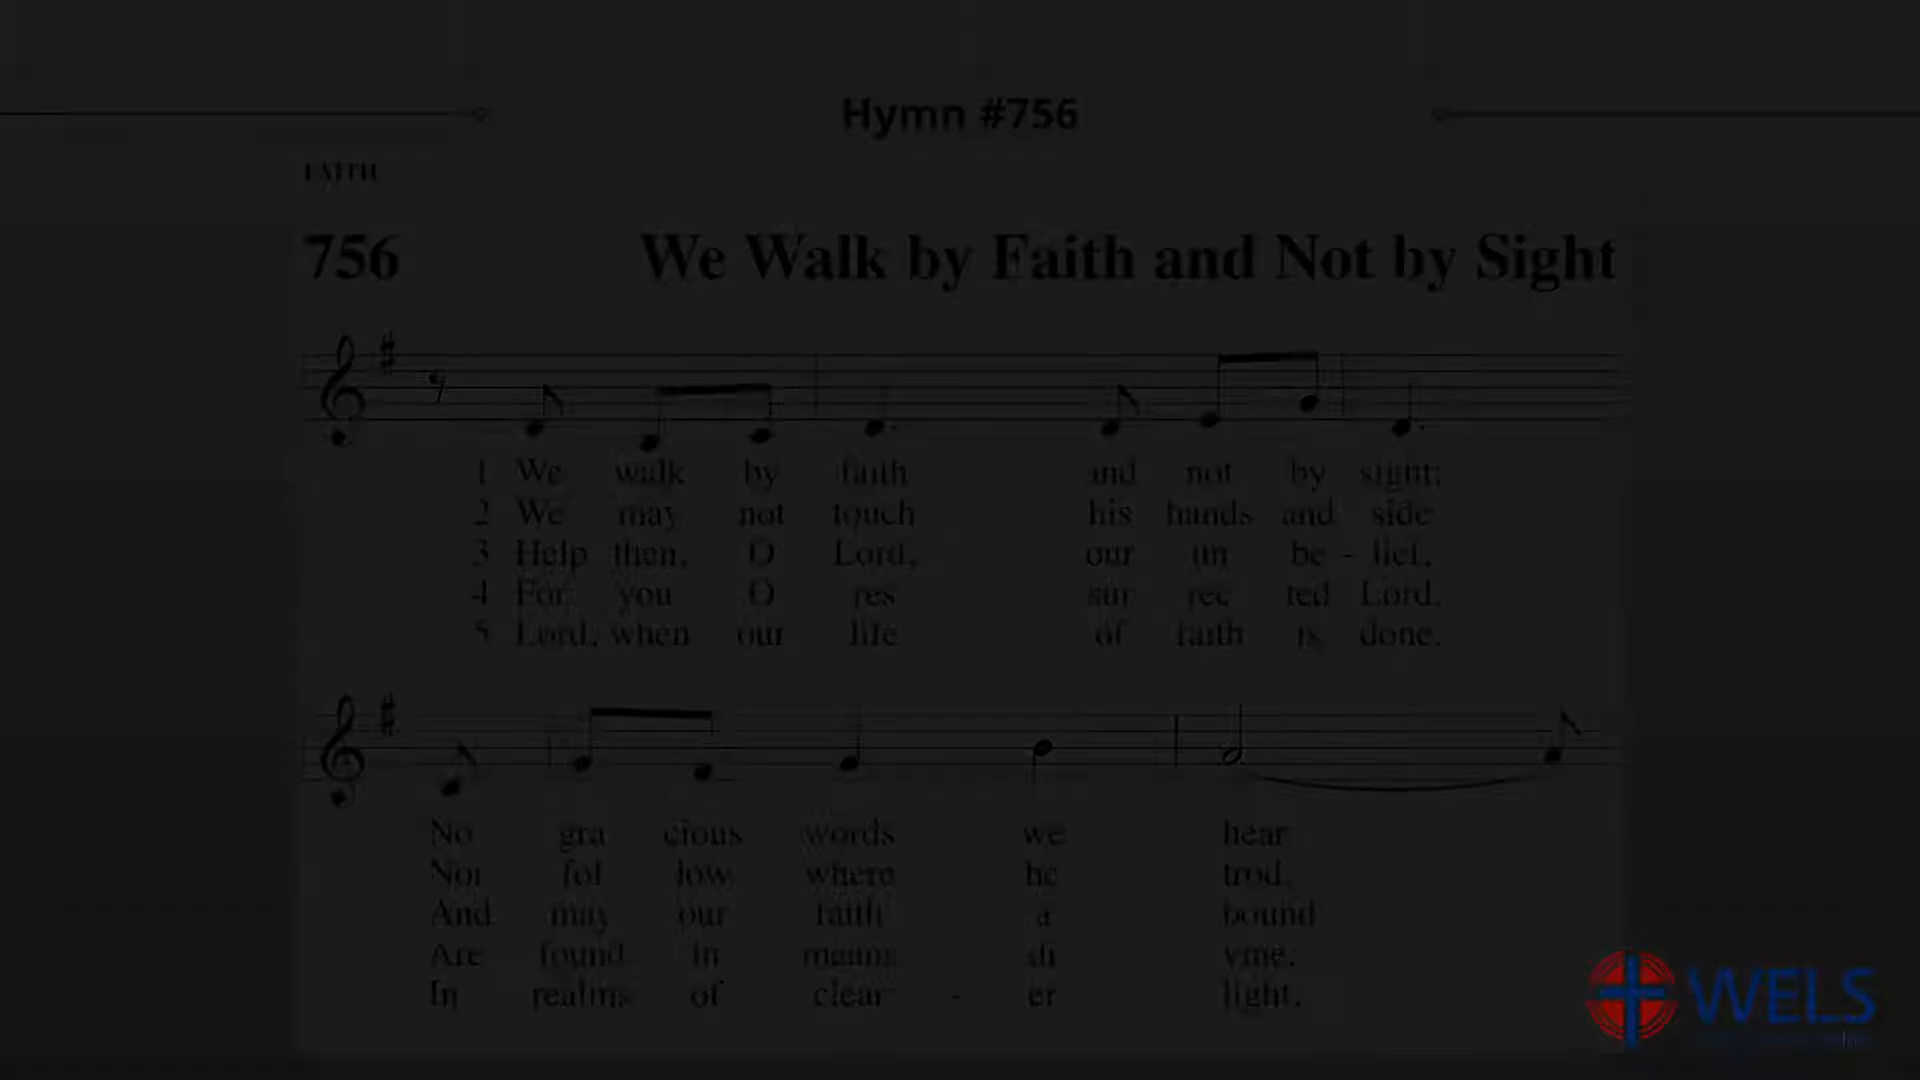 Hymn #756
FAITH
756 We Walk by Faith and Not by Sight
1 We walk by faith and not by sight;
2 We may not touch his hands and side
3 Help then, O Lord, our un be - lief,
4 For you O res sur rec ted Lord,
5 Lord, when our life of faith is done,
No gra cious words we hear
Nor fol low where he trod,
And may our faith a bound
Are found in means di vine,
In realms of clear - er light,
WELS